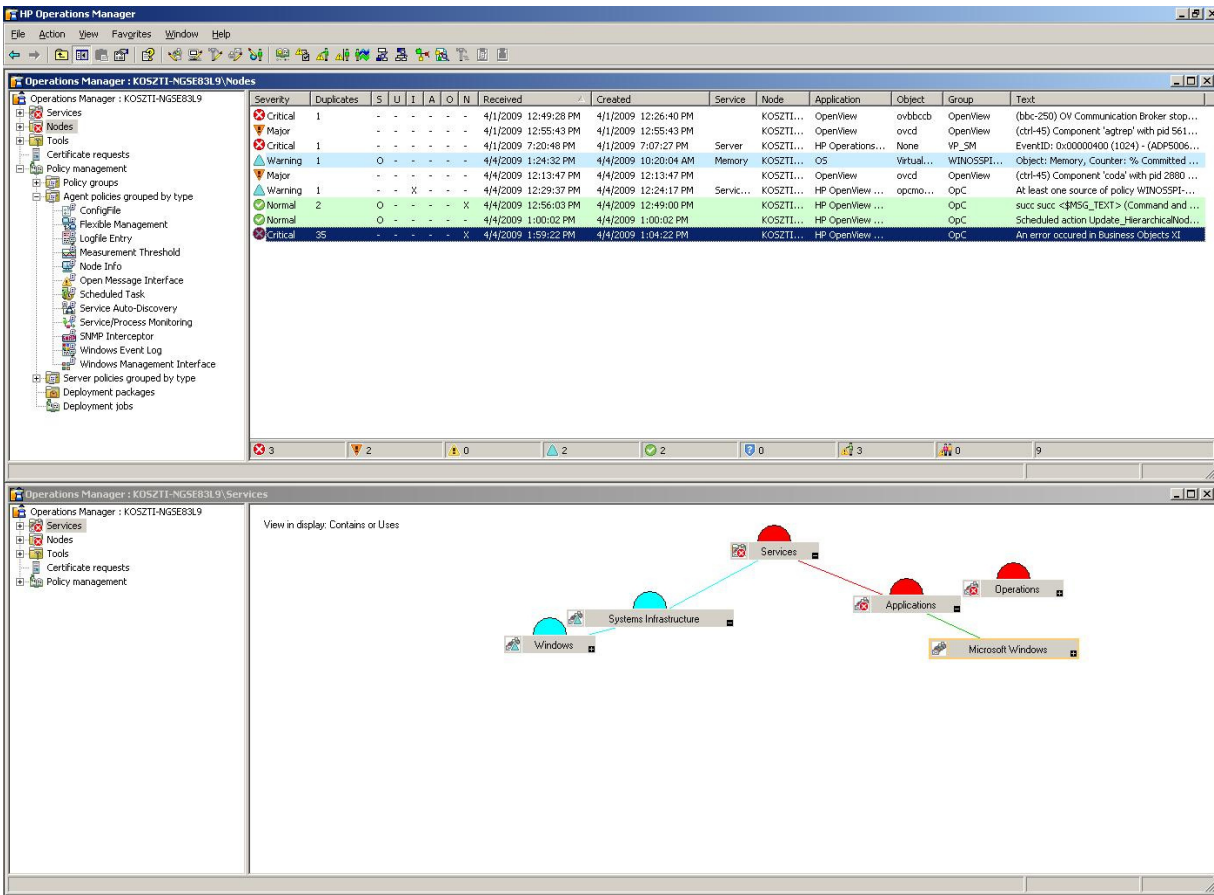 HP Operations Manager
File Action View Favorites Window Help
Operations Manager : KOSZTI-NGSE83L9\Nodes
Operations Manager : KOSZTI-NGSE83L9
Services
Nodes
Tools
Certificate requests
Policy management
Policy groups
Agent policies grouped by type
ConfigFile
Flexible Management
Logfile Entry
Measurement Threshold
Node Info
Open Message Interface
Scheduled Task
Service Auto-Discovery
Service/Process Monitoring
SNMP Interceptor
Windows Event Log
Windows Management Interface
Server policies grouped by type
Deployment packages
Deployment jobs
Severity Duplicates S U I A O N Received Created Service Node Application Object Group Text
Critical 1 - - - - - - 4/1/2009 12:49:28 PM 4/1/2009 12:26:40 PM KOSZTI... OpenView ovbbccb OpenView (bbc-250) OV Communication Broker stop...
Major - - - - - - 4/1/2009 12:55:43 PM 4/1/2009 12:55:43 PM KOSZTI... OpenView ovcd OpenView (ctrl-45) Component 'agtrep' with pid 561...
Critical 1 - - - - - - 4/1/2009 7:20:48 PM 4/1/2009 7:07:27 PM Server KOSZTI... HP Operations... None VP_SM EventID: 0x00000400 (1024) - (ADP5006...
Warning 1 O - - - - - 4/4/2009 1:24:32 PM 4/4/2009 10:20:04 AM Memory KOSZTI... OS Virtual... WINOSSPI... Object: Memory, Counter: % Committed ...
Major - - - - - - 4/4/2009 12:13:47 PM 4/4/2009 12:13:47 PM KOSZTI... OpenView ovcd OpenView (ctrl-45) Component 'coda' with pid 2880 ...
Warning 1 - - X - - - 4/4/2009 12:29:37 PM 4/4/2009 12:24:17 PM Servic... KOSZTI... HP OpenView ... opcmo... OpC At least one source of policy WINOSSPI-...
Normal 2 O - - - - X 4/4/2009 12:56:03 PM 4/4/2009 12:49:00 PM KOSZTI... HP OpenView ... OpC succ succ <$MSG_TEXT> (Command and ...
Normal O - - - - - 4/4/2009 1:00:02 PM 4/4/2009 1:00:02 PM KOSZTI... HP OpenView ... OpC Scheduled action Update_HierarchicalNod...
Critical 35 O - - - - X 4/4/2009 1:59:22 PM 4/4/2009 1:04:22 PM KOSZTI... HP OpenView ... OpC An error occured in Business Objects XI
3 2 0 2 2 0 3 0 9
Operations Manager : KOSZTI-NGSE83L9\Services
Operations Manager : KOSZTI-NGSE83L9
Services
Nodes
Tools
Certificate requests
Policy management
View in display: Contains or Uses
Services
Operations
Applications
Systems Infrastructure
Windows
Microsoft Windows